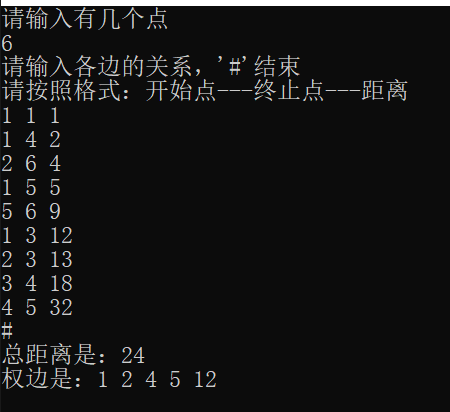 请输入有几个点
6
请输入各边的关系，'#'结束
请按照格式：开始点---终止点---距离
1 1 1
1 4 2
2 6 4
1 5 5
5 6 9
1 3 12
2 3 13
3 4 18
4 5 32
#
总距离是：24
权边是：1 2 4 5 12